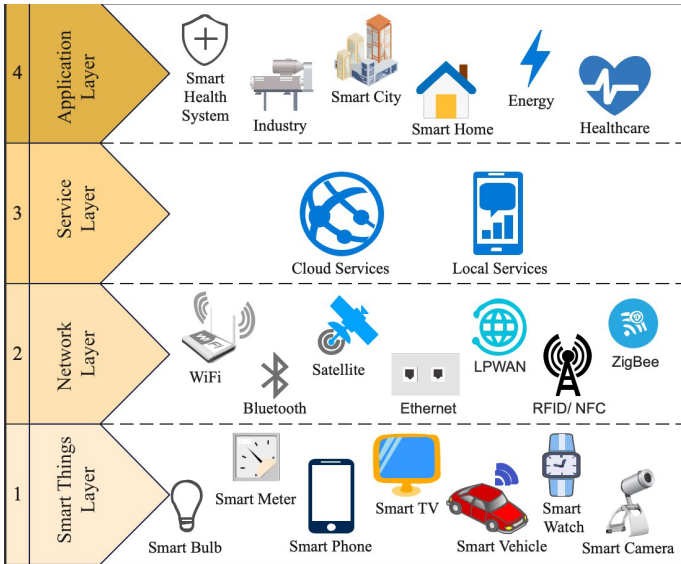 4
Application
Layer
Smart
Health
System
Industry
Smart City
Smart Home
Energy
Healthcare
3
Service
Layer
Cloud Services
Local Services
2
Network
Layer
WiFi
WiFi
Bluetooth
Satellite
Ethernet
LPWAN
RFID/ NFC
ZigBee
1
Smart Things
Layer
Smart Bulb
Smart Meter
Smart Phone
Smart TV
Smart Vehicle
Smart
Watch
Smart Camera